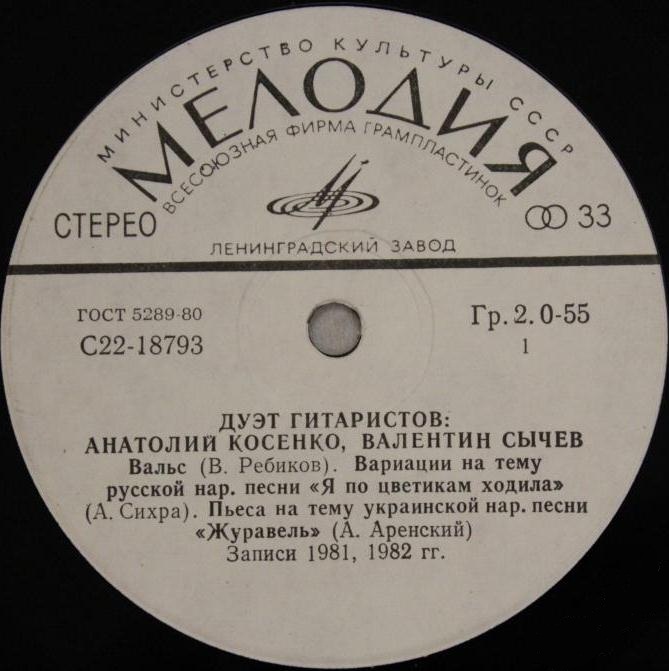 МИНИСТЕРСТВО КУЛЬТУРЫ СССР
МЕЛОДИЯ
ВСЕСОЮЗНАЯ ФИРМА ГРАМПЛАСТИНОК
СТЕРЕО
33
ЛЕНИНГРАДСКИЙ ЗАВОД
ГОСТ 5289-80
Гр. 2. 0-55
С22-18793
1
ДУЭТ ГИТАРИСТОВ:
АНАТОЛИЙ КОСЕНКО, ВАЛЕНТИН СЫЧЕВ
Вальс (В. Ребиков). Вариации на тему
русской нар. песни «Я по цветикам ходила»
(А. Сихра). Пьеса на тему украинской нар. песни
«Журавель» (А. Аренский)
Записи 1981, 1982 гг.